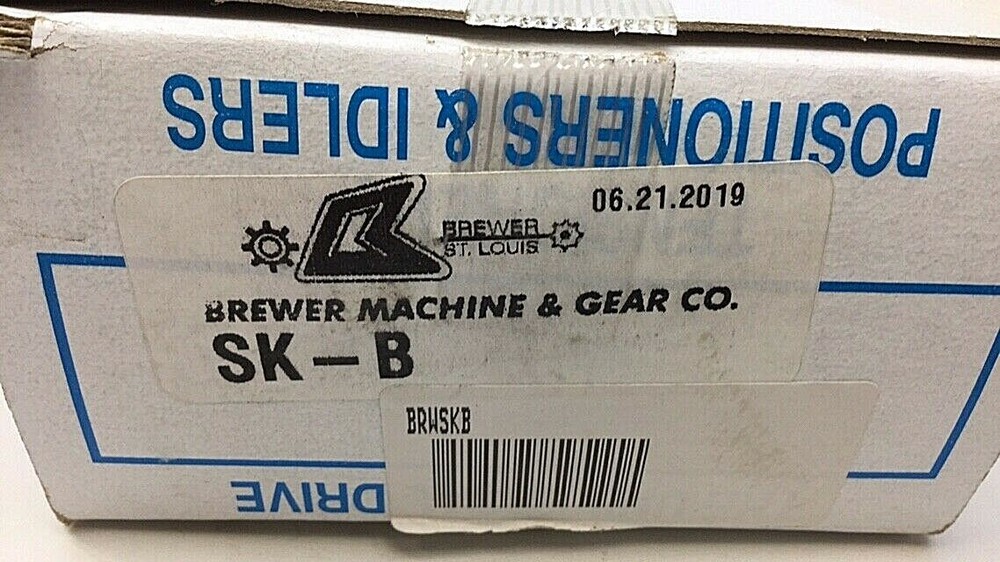 POSITIONERS & IDLERS
06.21.2019
BREWER
ST. LOUIS
BREWER MACHINE & GEAR CO.
SK-B
BRWSKB
DRIVE